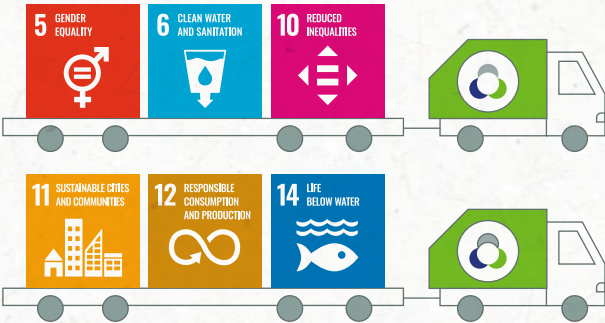 5 GENDER
EQUALITY
6 CLEAN WATER
AND SANITATION
10 REDUCED
INEQUALITIES
11 SUSTAINABLE CITIES
AND COMMUNITIES
12 RESPONSIBLE
CONSUMPTION
AND PRODUCTION
14 LIFE
BELOW WATER